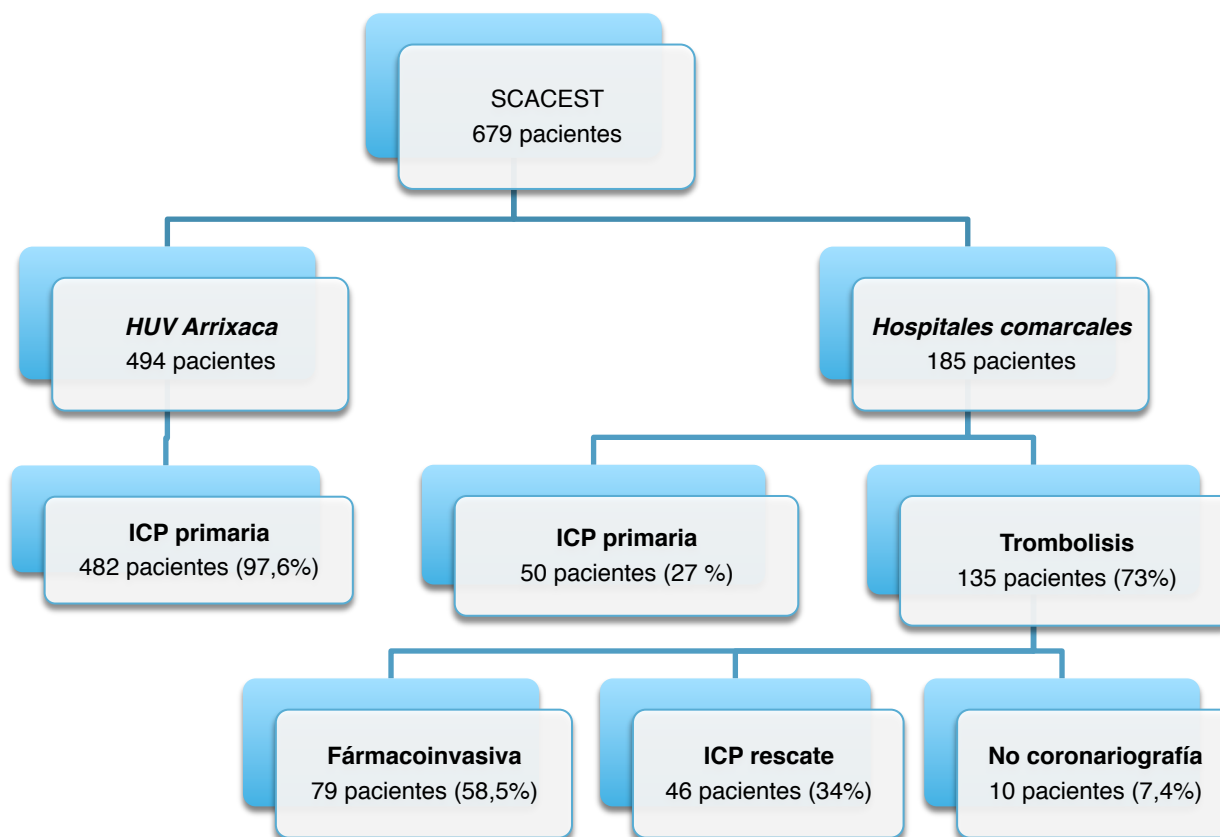 SCACEST
679 pacientes
HUV Arrixaca
494 pacientes
Hospitales comarcales
185 pacientes
ICP primaria
482 pacientes (97,6%)
ICP primaria
50 pacientes (27 %)
Trombolisis
135 pacientes (73%)
Fármacoinvasiva
79 pacientes (58,5%)
ICP rescate
46 pacientes (34%)
No coronariografía
10 pacientes (7,4%)